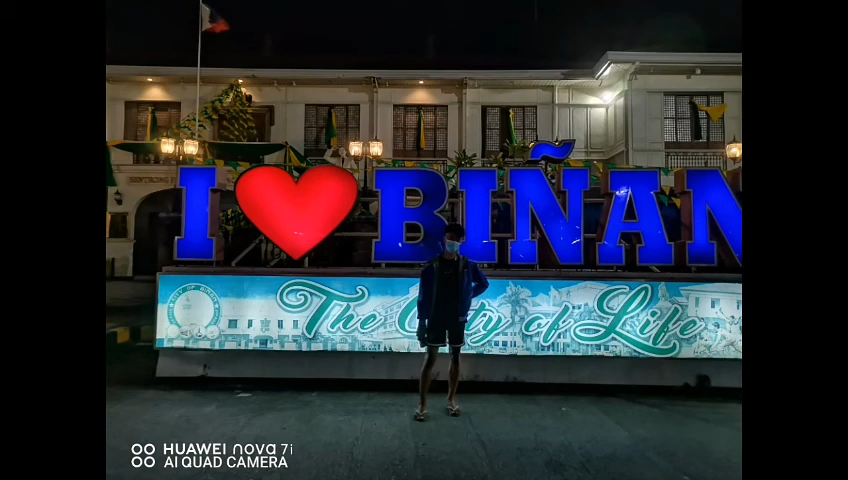 I ❤ BIÑAN
The City of Life
HUAWEI nova 7i
AI QUAD CAMERA